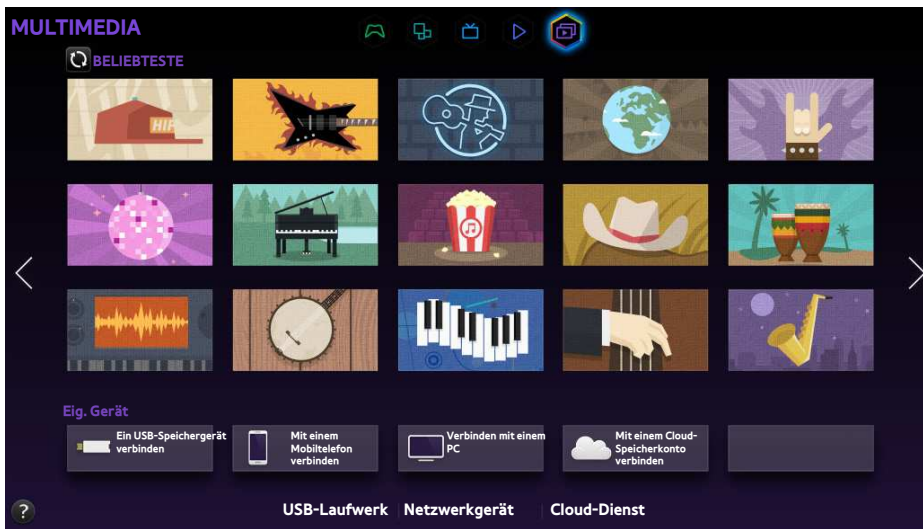 MULTIMEDIA
BELIEBTESTE
HIP
Eig. Gerät
Ein USB-Speichergerät
verbinden
Mit einem
Mobiltelefon
verbinden
Verbinden mit einem
PC
Mit einem Cloud-
Speicherkonto
verbinden
?
USB-Laufwerk
Netzwerkgerät
Cloud-Dienst